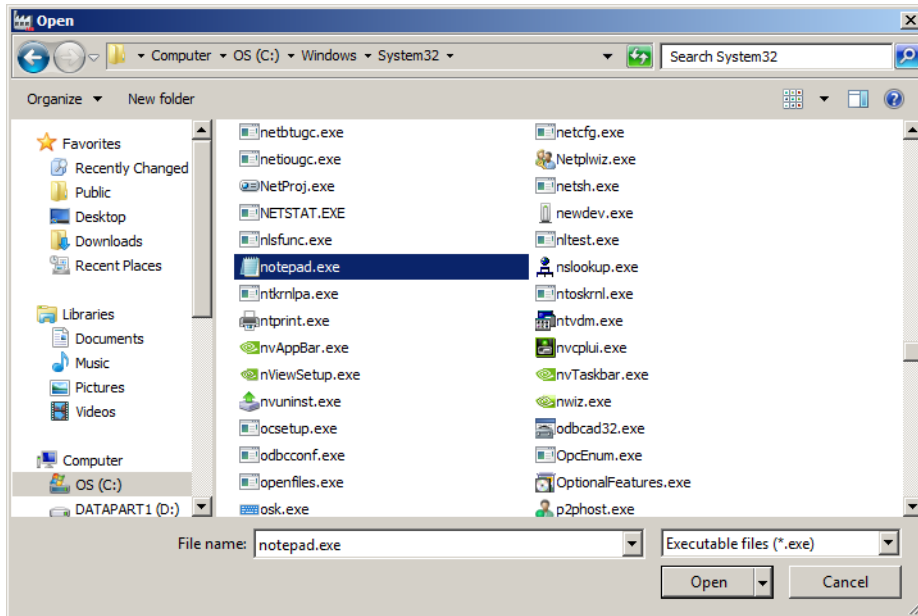 Open
Computer OS (C:) Windows System32
Search System32
Organize New folder
Favorites
Recently Changed
Public
Desktop
Downloads
Recent Places
Libraries
Documents
Music
Pictures
Videos
Computer
OS (C:)
DATAPART1 (D:)
netbtugc.exe netcfg.exe
netiougc.exe Netplwiz.exe
NetProj.exe netsh.exe
NETSTAT.EXE newdev.exe
nlsfunc.exe nltest.exe
notepad.exe nslookup.exe
ntkrnlpa.exe ntoskrnl.exe
ntprint.exe ntvdm.exe
nvAppBar.exe nvcplui.exe
nViewSetup.exe nvTaskbar.exe
nvuninst.exe nwiz.exe
ocsetup.exe odbcad32.exe
odbcconf.exe OpcEnum.exe
openfiles.exe OptionalFeatures.exe
osk.exe p2phost.exe
File name: notepad.exe Executable files (*.exe)
Open Cancel